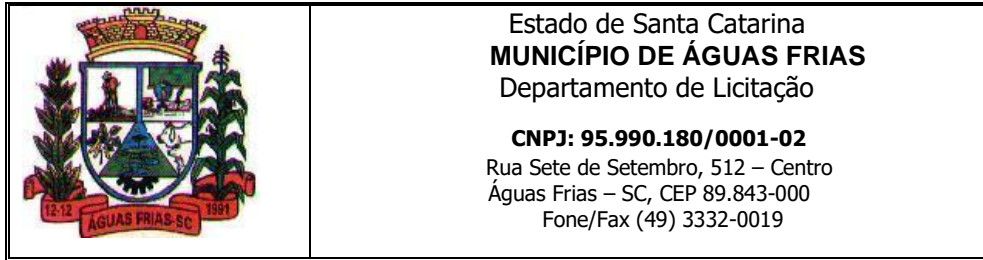 12-12
ÁGUAS FRIAS-SC
1991
Estado de Santa Catarina
MUNICÍPIO DE ÁGUAS FRIAS
Departamento de Licitação
CNPJ: 95.990.180/0001-02
Rua Sete de Setembro, 512 – Centro
Águas Frias – SC, CEP 89.843-000
Fone/Fax (49) 3332-0019